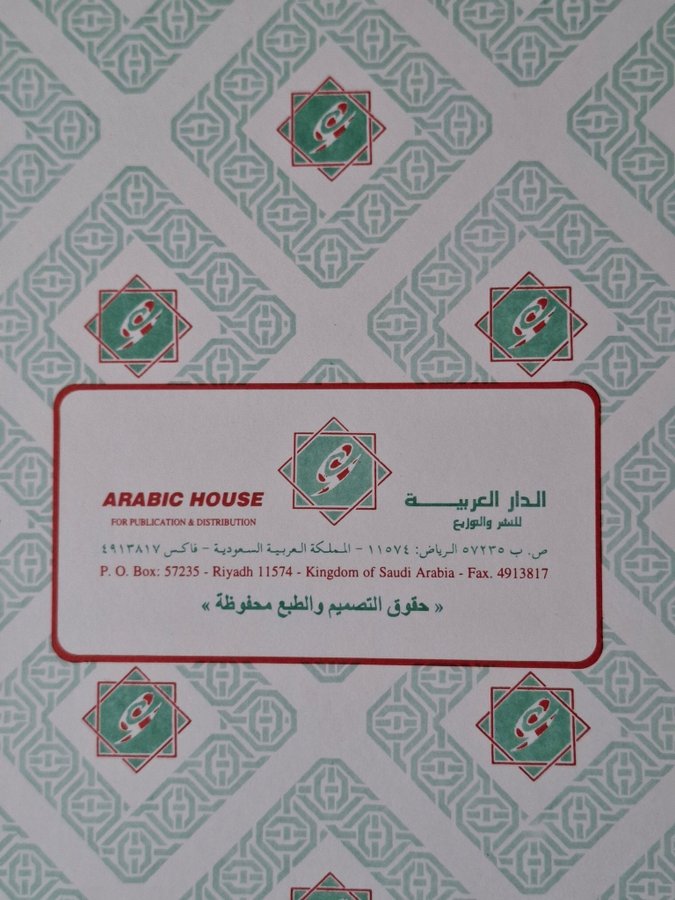 ARABIC HOUSE
FOR PUBLICATION & DISTRIBUTION
الدار العربية
للنشر والتوزيع
ص. ب ٥٧٢٣٥ الرياض: ١١٥٧٤ - المملكة العربية السعودية - فاكس ٤٩١٣٨١٧
P. O. Box: 57235 - Riyadh 11574 - Kingdom of Saudi Arabia - Fax. 4913817
« حقوق التصميم والطبع محفوظة »